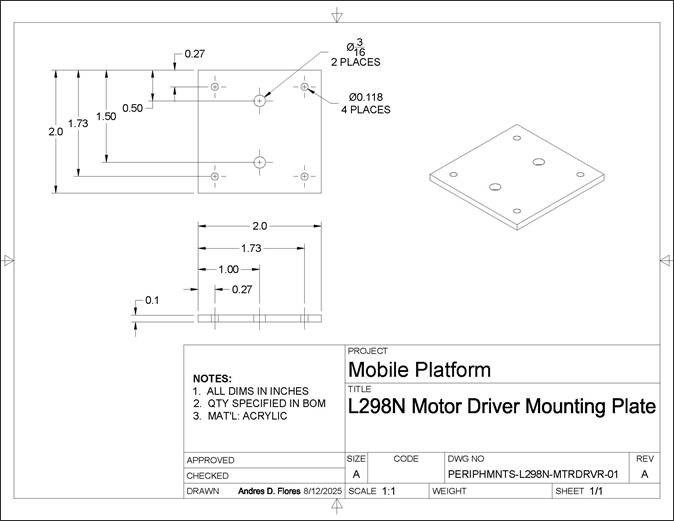 0.27
Ø 3/16
2 PLACES
0.50
Ø0.118
4 PLACES
1.50
1.73
2.0
2.0
1.73
1.00
0.27
0.1
PROJECT
Mobile Platform
TITLE
L298N Motor Driver Mounting Plate
NOTES:
1. ALL DIMS IN INCHES
2. QTY SPECIFIED IN BOM
3. MAT'L: ACRYLIC
APPROVED
CHECKED
DRAWN Andres D. Flores 8/12/2025
SIZE CODE DWG NO REV
A PERIPHMNTS-L298N-MTRDRVR-01 A
SCALE 1:1 WEIGHT SHEET 1/1